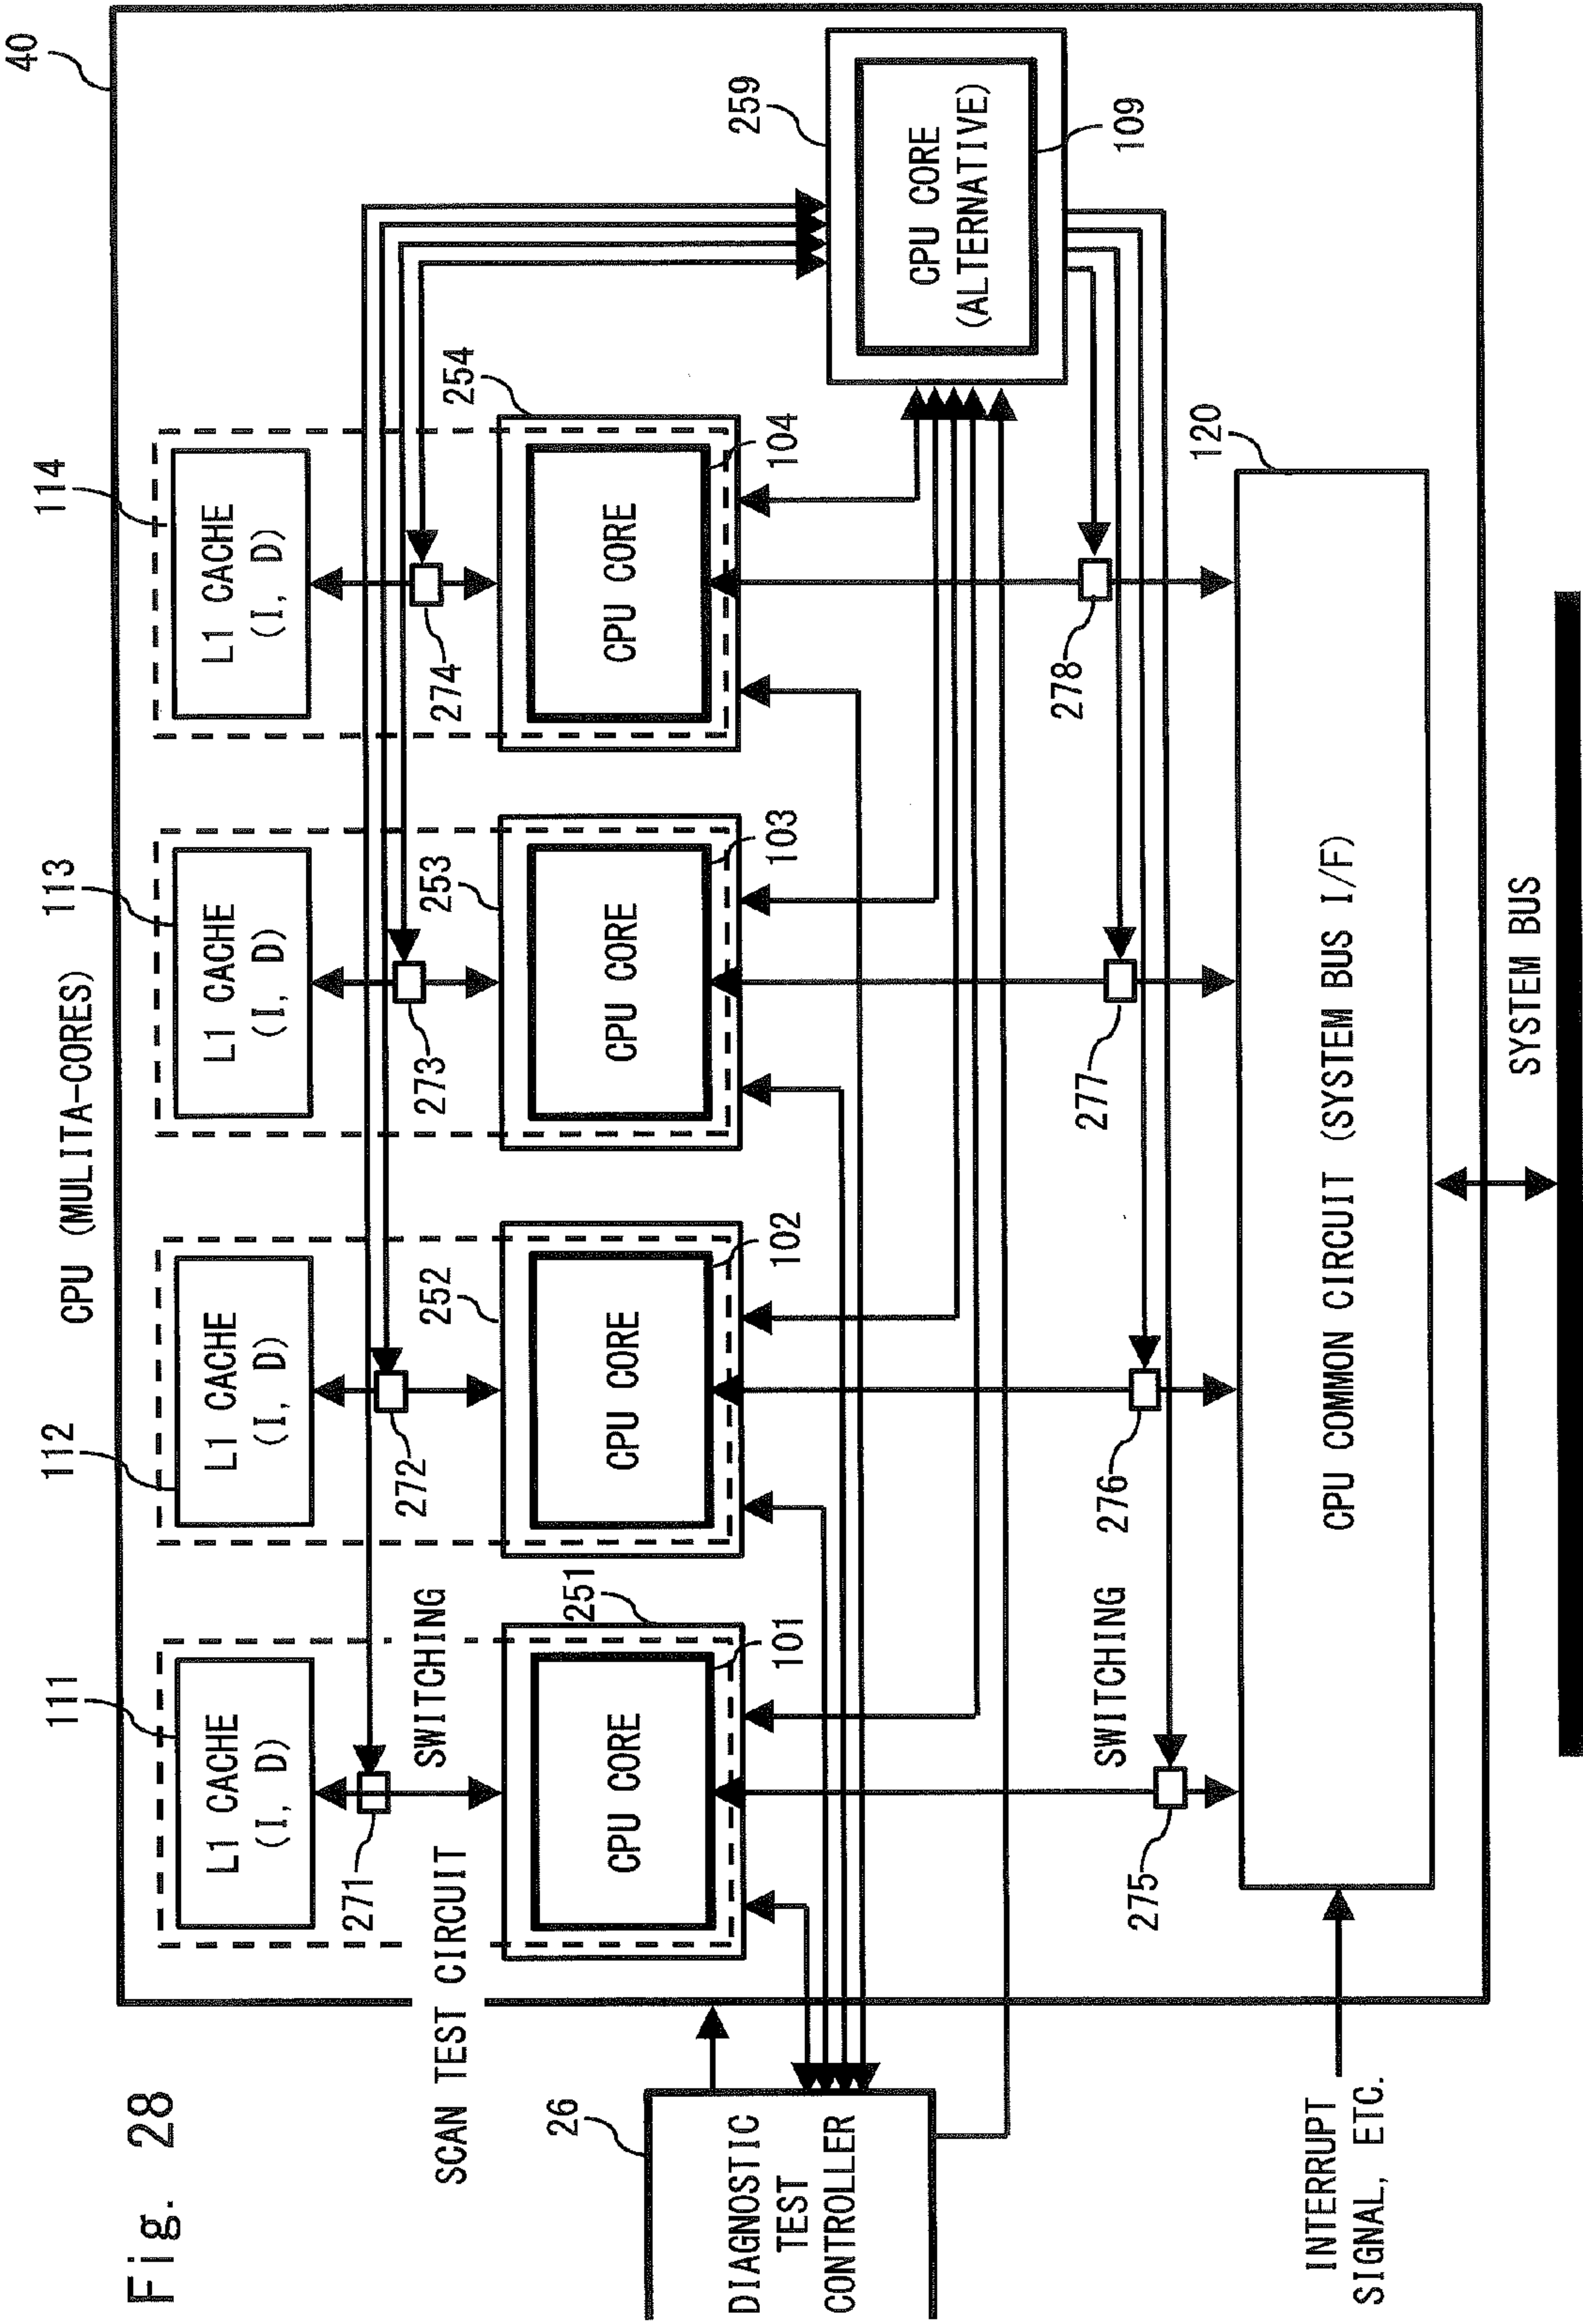 Fig. 28
CPU (MULITA-CORES)
40
111
112
113
114
L1 CACHE
(I, D)
L1 CACHE
(I, D)
L1 CACHE
(I, D)
L1 CACHE
(I, D)
271
272
273
274
SWITCHING
SCAN TEST CIRCUIT
251
252
253
254
CPU CORE
CPU CORE
CPU CORE
CPU CORE
101
102
103
104
259
CPU CORE
(ALTERNATIVE)
109
26
DIAGNOSTIC
TEST
CONTROLLER
SWITCHING
275
276
277
278
120
CPU COMMON CIRCUIT (SYSTEM BUS I/F)
INTERRUPT
SIGNAL, ETC.
SYSTEM BUS